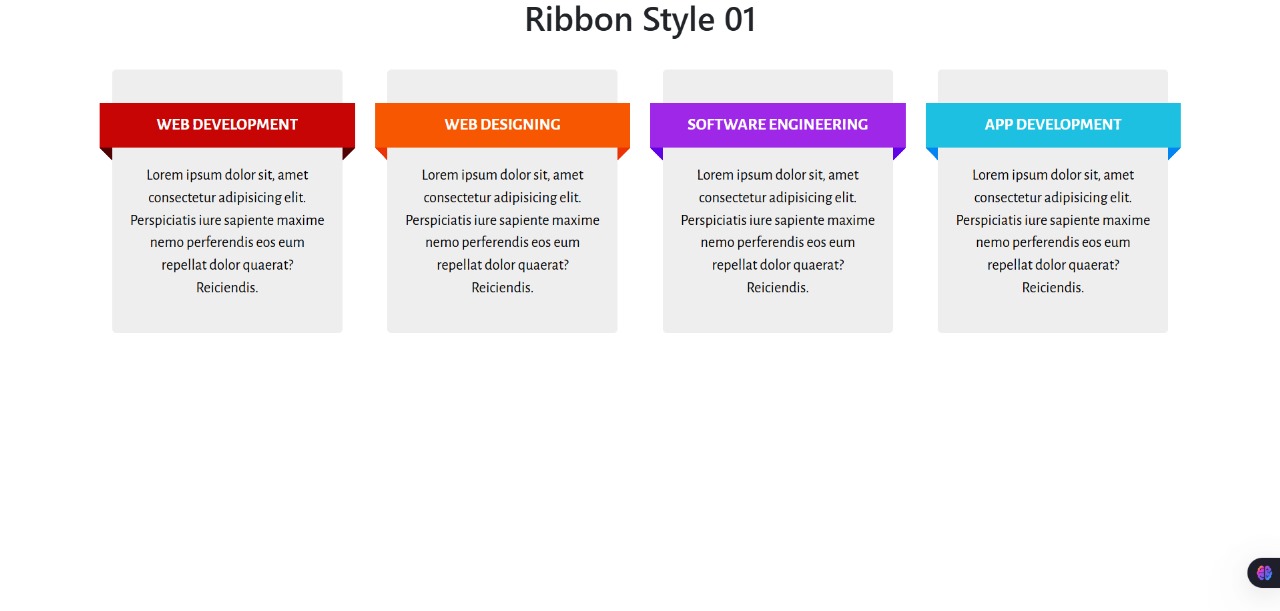 Ribbon Style 01
WEB DEVELOPMENT
Lorem ipsum dolor sit, amet
consectetur adipisicing elit.
Perspiciatis iure sapiente maxime
nemo perferendis eos eum
repellat dolor quaerat?
Reiciendis.
WEB DESIGNING
Lorem ipsum dolor sit, amet
consectetur adipisicing elit.
Perspiciatis iure sapiente maxime
nemo perferendis eos eum
repellat dolor quaerat?
Reiciendis.
SOFTWARE ENGINEERING
Lorem ipsum dolor sit, amet
consectetur adipisicing elit.
Perspiciatis iure sapiente maxime
nemo perferendis eos eum
repellat dolor quaerat?
Reiciendis.
APP DEVELOPMENT
Lorem ipsum dolor sit, amet
consectetur adipisicing elit.
Perspiciatis iure sapiente maxime
nemo perferendis eos eum
repellat dolor quaerat?
Reiciendis.